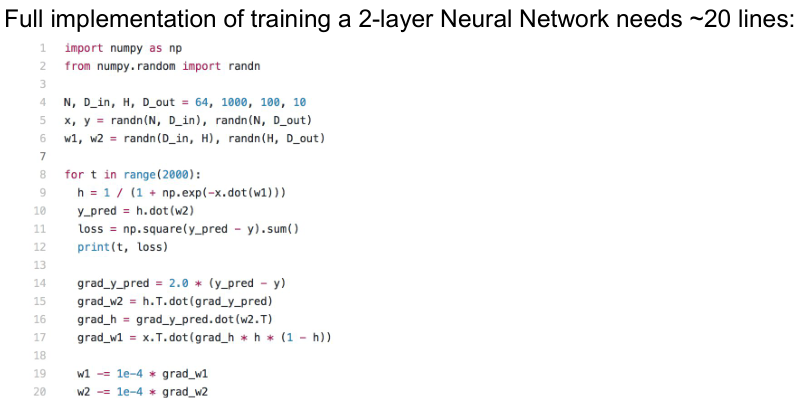 Full implementation of training a 2-layer Neural Network needs ~20 lines:
1 import numpy as np
2 from numpy.random import randn
3
4 N, D_in, H, D_out = 64, 1000, 100, 10
5 x, y = randn(N, D_in), randn(N, D_out)
6 w1, w2 = randn(D_in, H), randn(H, D_out)
7
8 for t in range(2000):
9   h = 1 / (1 + np.exp(-x.dot(w1)))
10   y_pred = h.dot(w2)
11   loss = np.square(y_pred - y).sum()
12   print(t, loss)
13
14   grad_y_pred = 2.0 * (y_pred - y)
15   grad_w2 = h.T.dot(grad_y_pred)
16   grad_h = grad_y_pred.dot(w2.T)
17   grad_w1 = x.T.dot(grad_h * h * (1 - h))
18
19   w1 -= 1e-4 * grad_w1
20   w2 -= 1e-4 * grad_w2